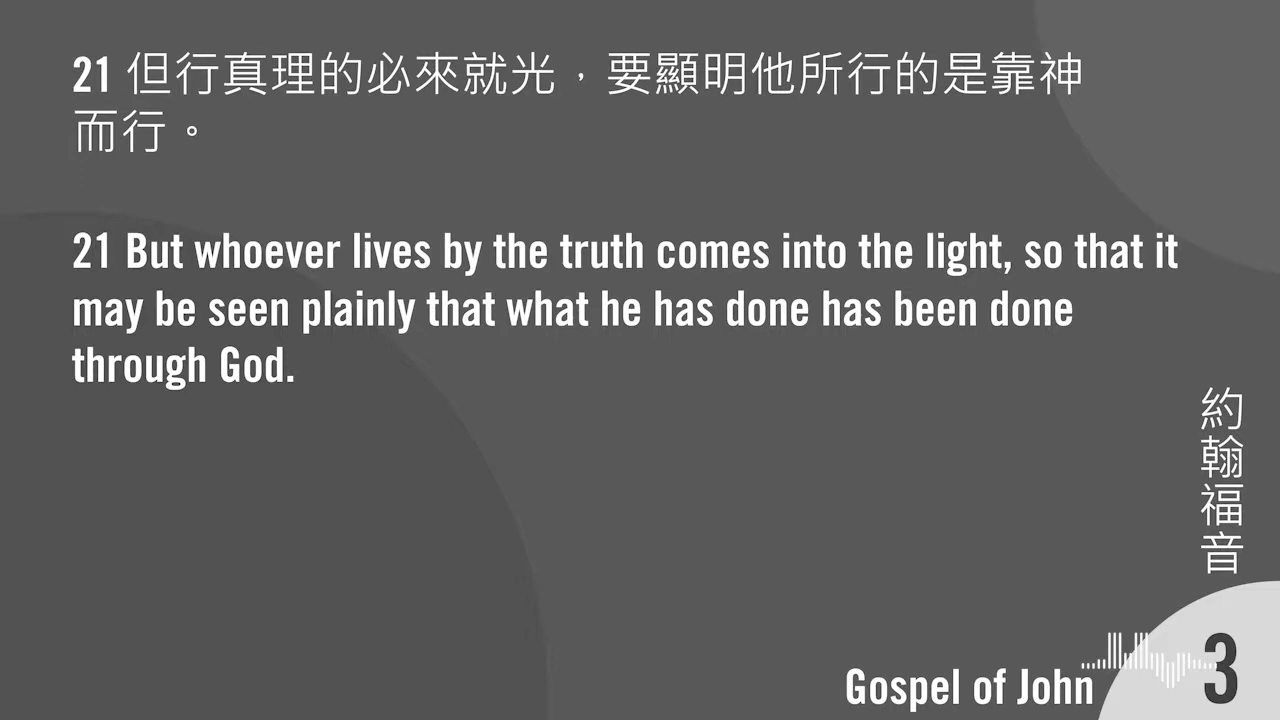 21 但行真理的必來就光，要顯明他所行的是靠神
而行。
21 But whoever lives by the truth comes into the light, so that it
may be seen plainly that what he has done has been done
through God.
約翰福音
Gospel of John
3